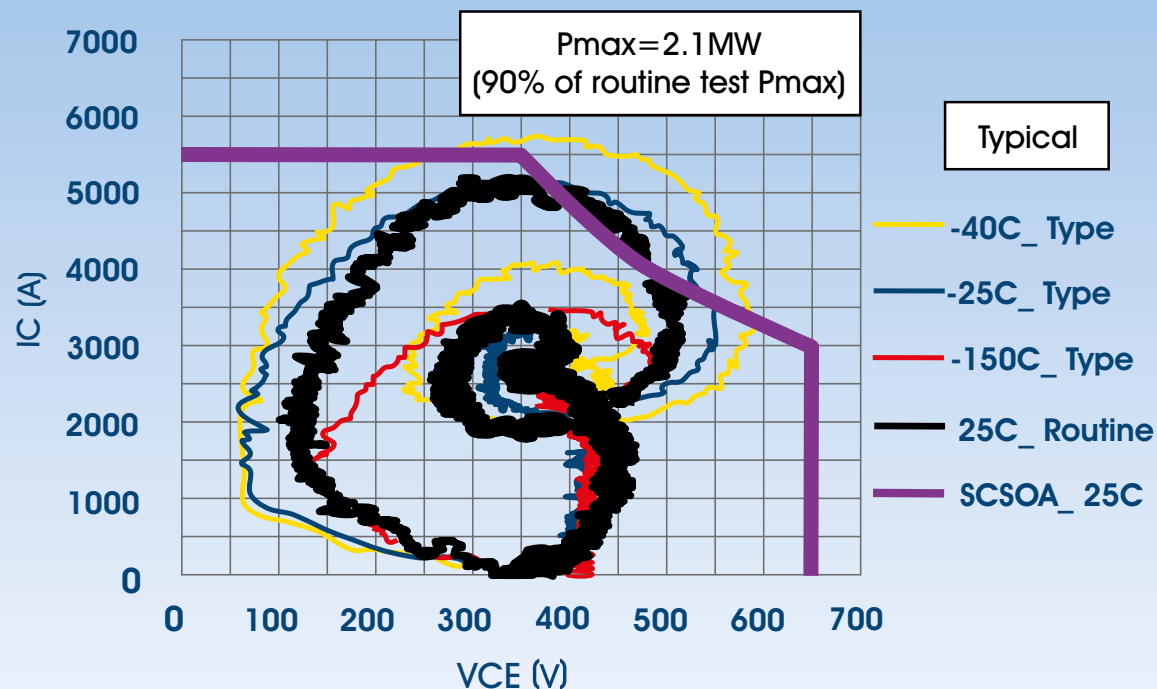 Pmax=2.1MW
(90% of routine test Pmax)
Typical
7000
6000
5000
4000
3000
2000
1000
0
IC (A)
0 100 200 300 400 500 600 700
VCE (V)
-40C_ Type
-25C_ Type
-150C_ Type
25C_ Routine
SCSOA_ 25C